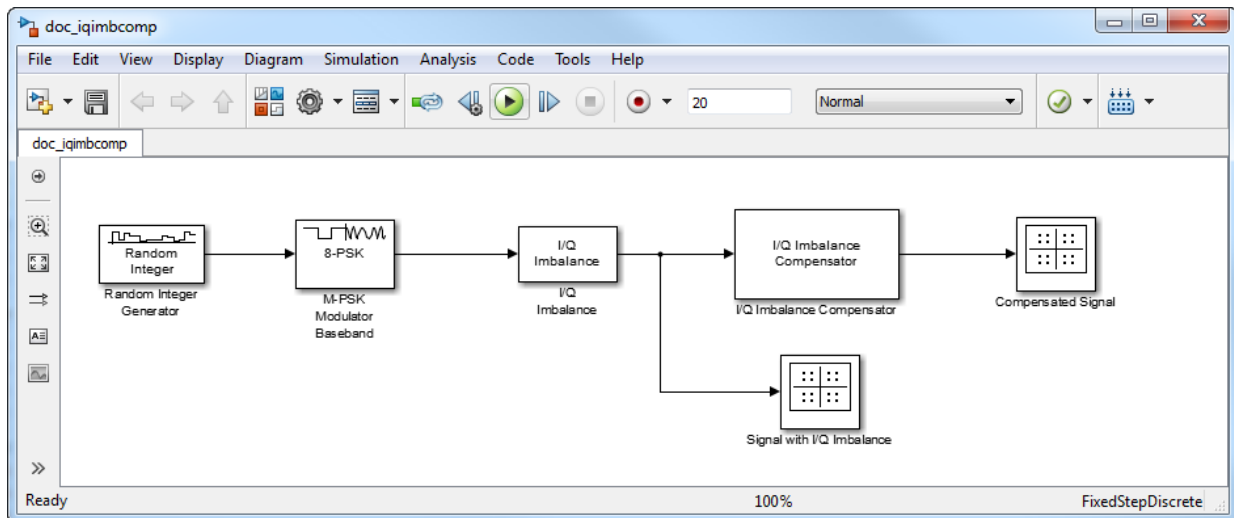 doc_iqimbcomp
File Edit View Display Diagram Simulation Analysis Code Tools Help
20
Normal
doc_iqimbcomp
Random
Integer
Random Integer
Generator
8-PSK
M-PSK
Modulator
Baseband
I/Q
Imbalance
I/Q
Imbalance
I/Q Imbalance
Compensator
I/Q Imbalance Compensator
Compensated Signal
Signal with I/Q Imbalance
Ready
100%
FixedStepDiscrete